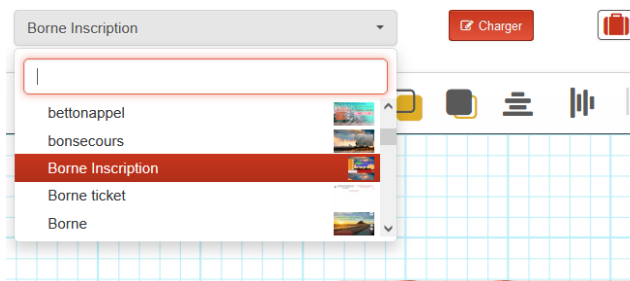 Borne Inscription
Charger
bettonappel
bonsecours
Borne Inscription
Borne ticket
Borne